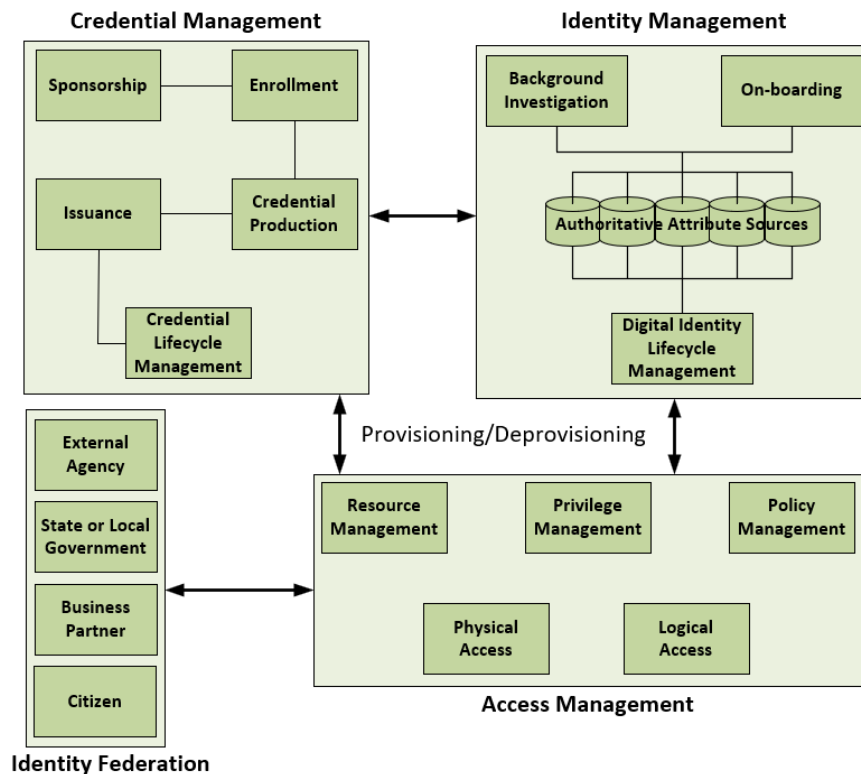 Credential Management
Sponsorship
Enrollment
Issuance
Credential
Production
Credential
Lifecycle
Management
Identity Management
Background
Investigation
On-boarding
Authoritative Attribute Sources
Digital Identity
Lifecycle
Management
Provisioning/Deprovisioning
External
Agency
State or Local
Government
Business
Partner
Citizen
Identity Federation
Resource
Management
Privilege
Management
Policy
Management
Physical
Access
Logical
Access
Access Management